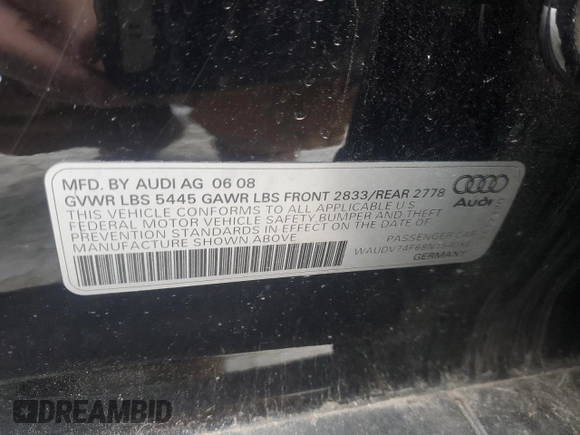 MFD. BY AUDI AG 06 08
GVWR LBS 5445 GAWR LBS FRONT 2833/REAR 2778
THIS VEHICLE CONFORMS TO ALL APPLICABLE U.S
FEDERAL MOTOR VEHICLE SAFETY,BUMPER AND THEFT
PREVENTION STANDARDS IN EFFECT ON THE DATE OF
MANUFACTURE SHOWN ABOVE
Audi
PASSENGER CAR
GERMANY
DREAMBID